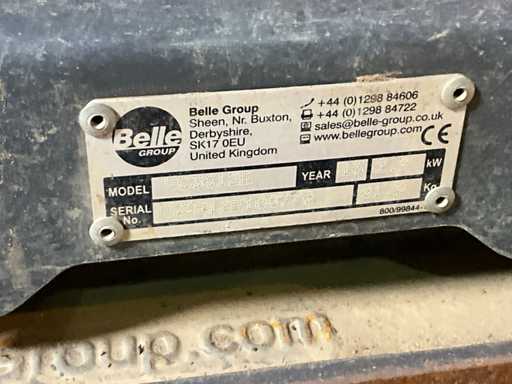 Belle
GROUP
Belle Group
Sheen, Nr. Buxton,
Derbyshire,
SK17 0EU
United Kingdom
+44 (0)1298 84606
+44 (0)1298 84722
sales@belle-group.co.uk
www.bellegroup.com
CE
MODEL
YEAR
kW
SERIAL
No.
Kg
800/99844-
Group.com